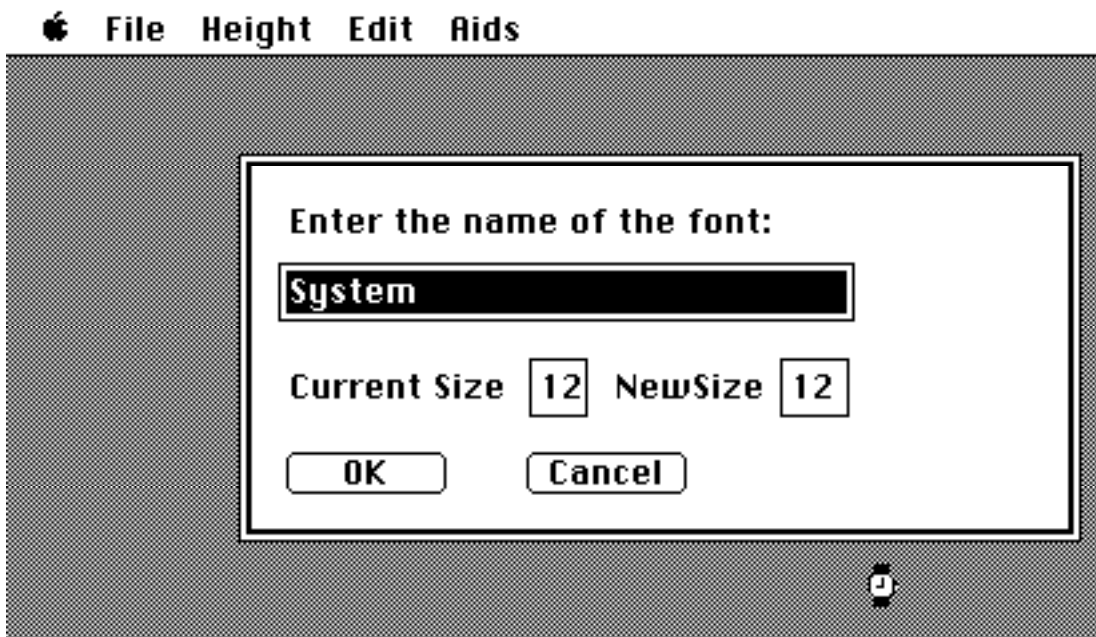 File Height Edit Aids
Enter the name of the font:
System
Current Size 12 NewSize 12
OK Cancel